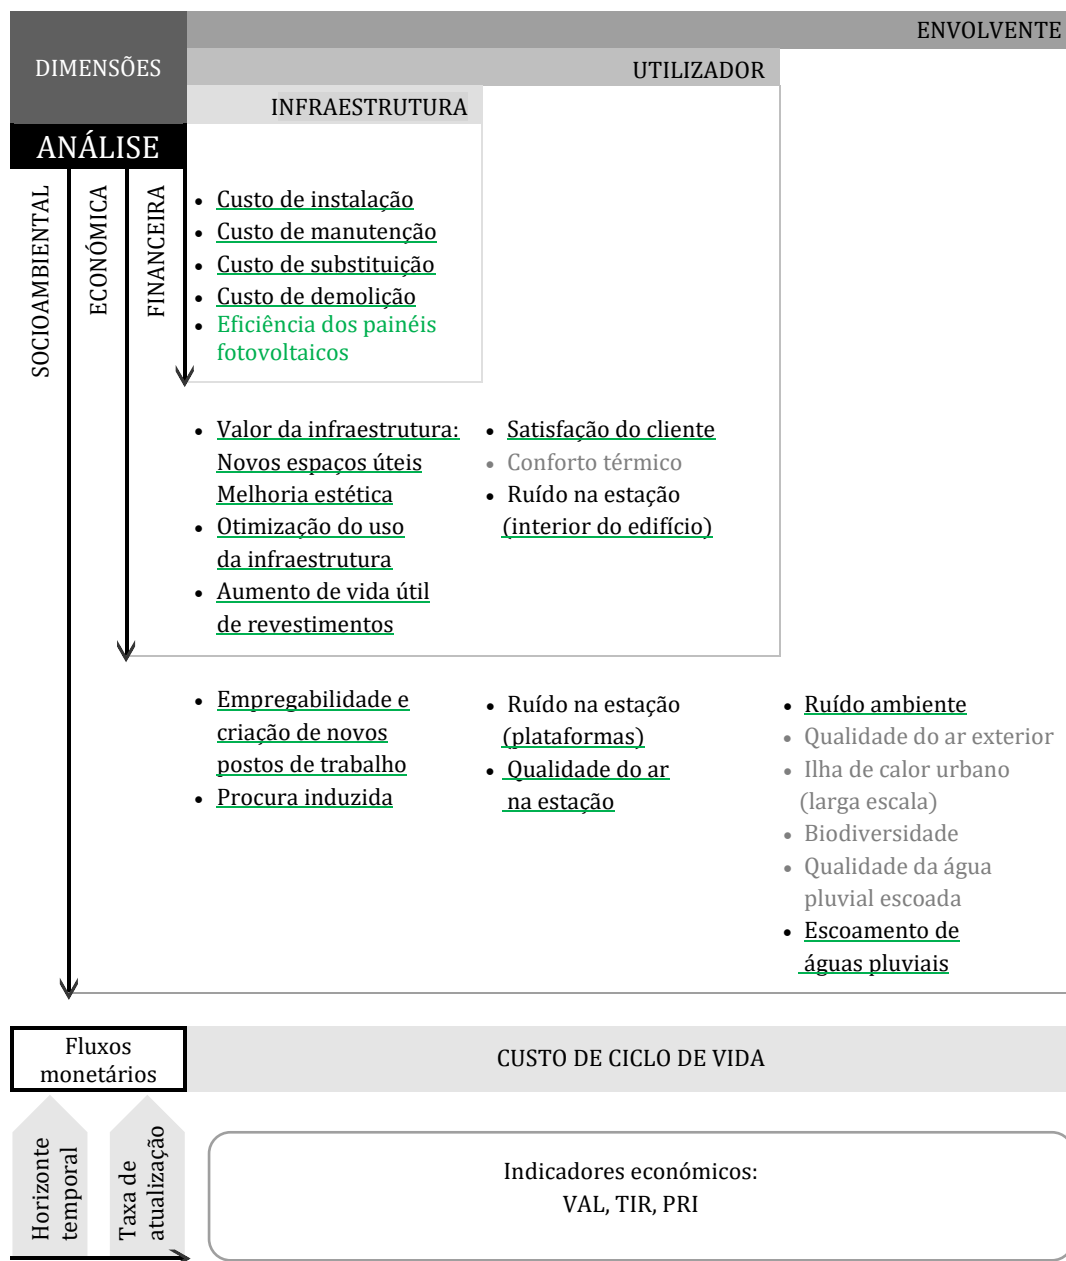 ENVOLVENTE
DIMENSÕES
UTILIZADOR
INFRAESTRUTURA
ANÁLISE
SOCIOAMBIENTAL
ECONÓMICA
FINANCEIRA
• Custo de instalação
• Custo de manutenção
• Custo de substituição
• Custo de demolição
• Eficiência dos painéis
fotovoltaicos
• Valor da infraestrutura:
Novos espaços úteis
Melhoria estética
• Otimização do uso
da infraestrutura
• Aumento de vida útil
de revestimentos
• Satisfação do cliente
• Conforto térmico
• Ruído na estação
(interior do edifício)
• Empregabilidade e
criação de novos
postos de trabalho
• Procura induzida
• Ruído na estação
(plataformas)
• Qualidade do ar
na estação
• Ruído ambiente
• Qualidade do ar exterior
• Ilha de calor urbano
(larga escala)
• Biodiversidade
• Qualidade da água
pluvial escoada
• Escoamento de
águas pluviais
Fluxos
monetários
CUSTO DE CICLO DE VIDA
Horizonte
temporal
Taxa de
atualização
Indicadores económicos:
VAL, TIR, PRI